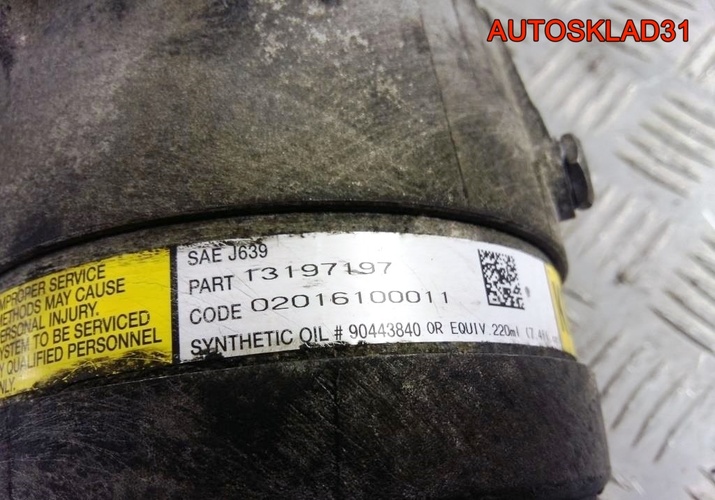 AUTOSKLAD31
IMPROPER SERVICE
METHODS MAY CAUSE
PERSONAL INJURY.
SYSTEM TO BE SERVICED
BY QUALIFIED PERSONNEL
ONLY.
SAE J639
PART 13197197
CODE 02016100011
SYNTHETIC OIL # 90443840 OR EQUIV. 220ml